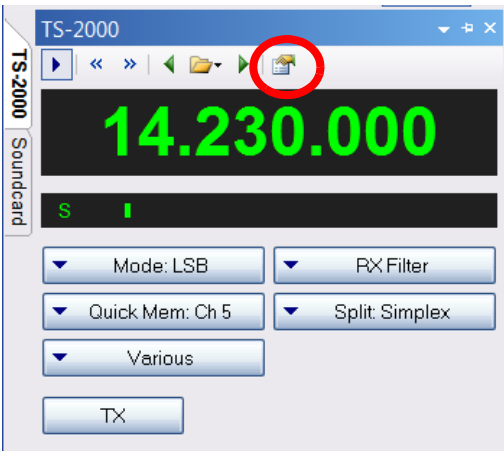 TS-2000
TS-2000
Soundcard
14.230.000
S
Mode: LSB
RX Filter
Quick Mem: Ch 5
Split: Simplex
Various
TX